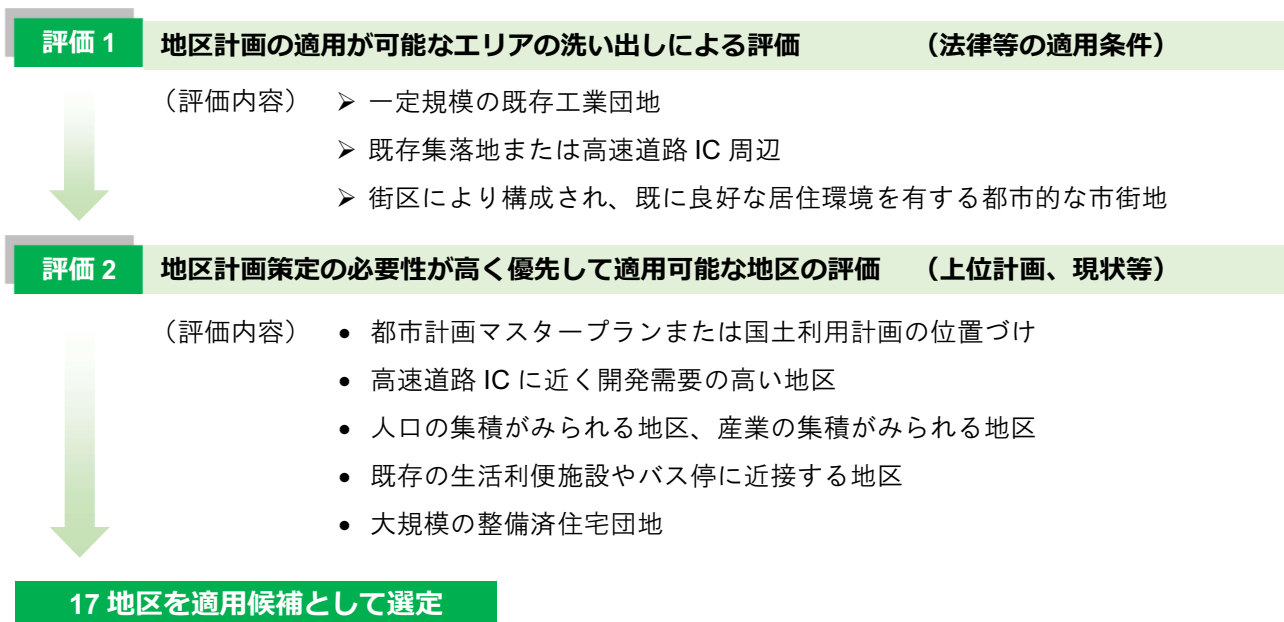 評価 1 地区計画の適用が可能なエリアの洗い出しによる評価 （法律等の適用条件）
（評価内容） ➢ 一定規模の既存工業団地
➢ 既存集落地または高速道路 IC 周辺
➢ 街区により構成され、既に良好な居住環境を有する都市的な市街地
評価 2 地区計画策定の必要性が高く優先して適用可能な地区の評価 （上位計画、現状等）
（評価内容） • 都市計画マスタープランまたは国土利用計画の位置づけ
• 高速道路 IC に近く開発需要の高い地区
• 人口の集積がみられる地区、産業の集積がみられる地区
• 既存の生活利便施設やバス停に近接する地区
• 大規模の整備済住宅団地
17 地区を適用候補として選定